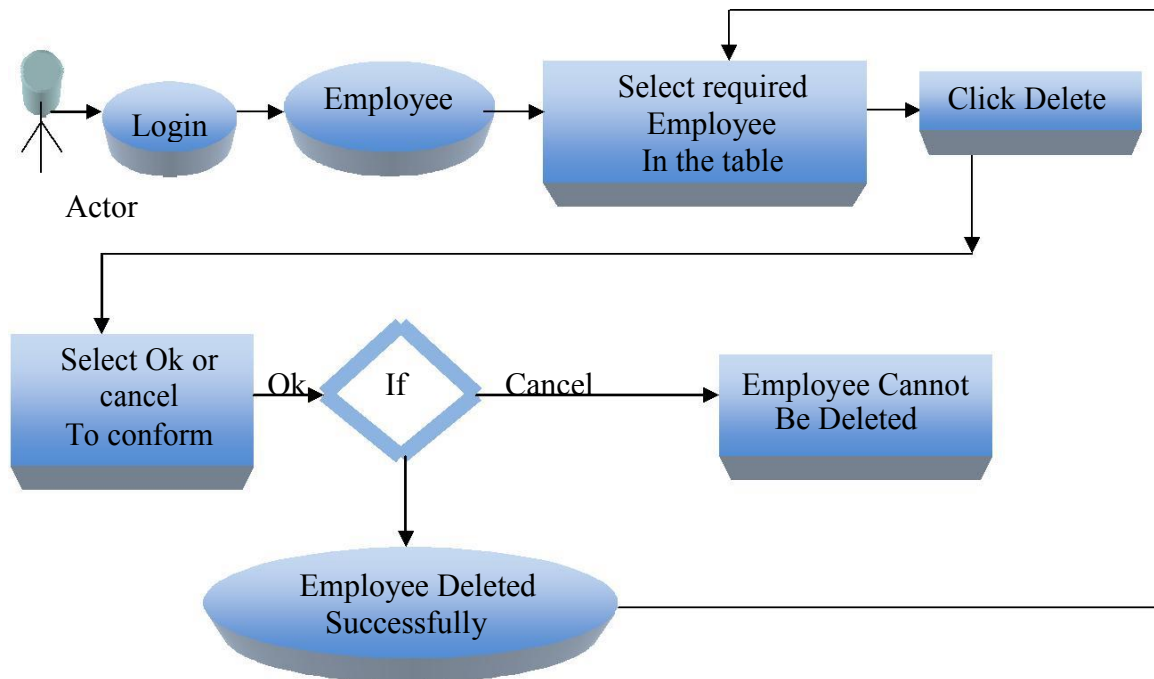 Login
Employee
Select required
Employee
In the table
Click Delete
Actor
Select Ok or
cancel
To conform
Ok
If
Cancel
Employee Cannot
Be Deleted
Employee Deleted
Successfully